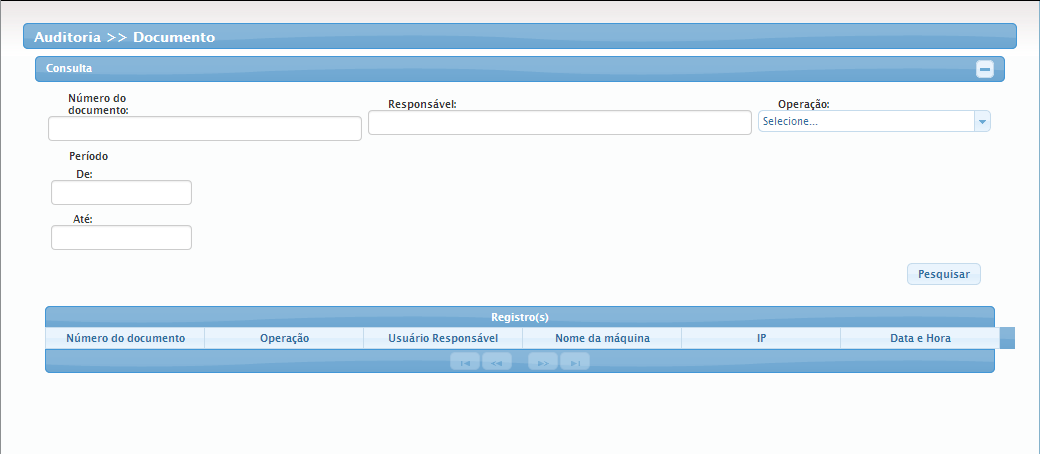 Auditoria >> Documento
Consulta
Número do
documento:
Responsável:
Operação:
Selecione...
Período
De:
Até:
Pesquisar
Registro(s)
Número do documento Operação Usuário Responsável Nome da máquina IP Data e Hora